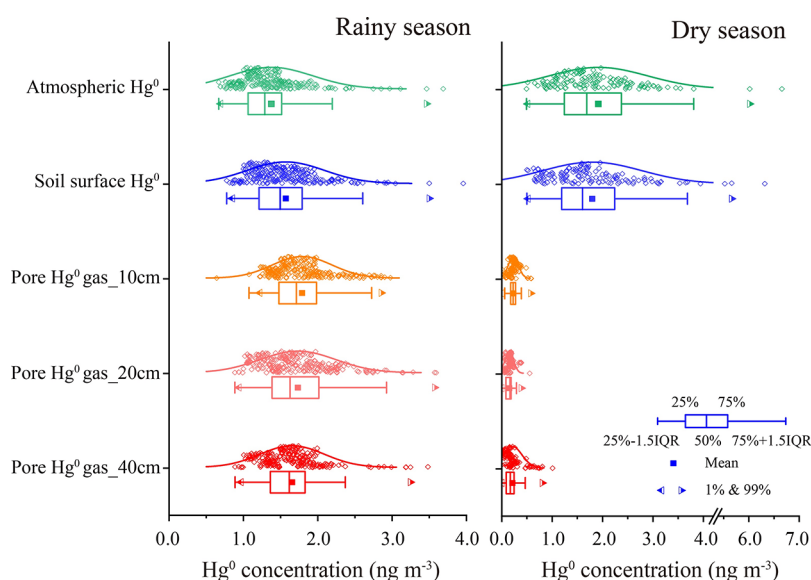 Rainy season
Dry season
Atmospheric Hg⁰
Soil surface Hg⁰
Pore Hg⁰ gas_10cm
Pore Hg⁰ gas_20cm
Pore Hg⁰ gas_40cm
25% 75%
25%-1.5IQR 50% 75%+1.5IQR
Mean
1% & 99%
0.0 1.0 2.0 3.0 4.0
0.0 1.0 2.0 3.0 4.0 6.0 7.0
Hg⁰ concentration (ng m⁻³)
Hg⁰ concentration (ng m⁻³)